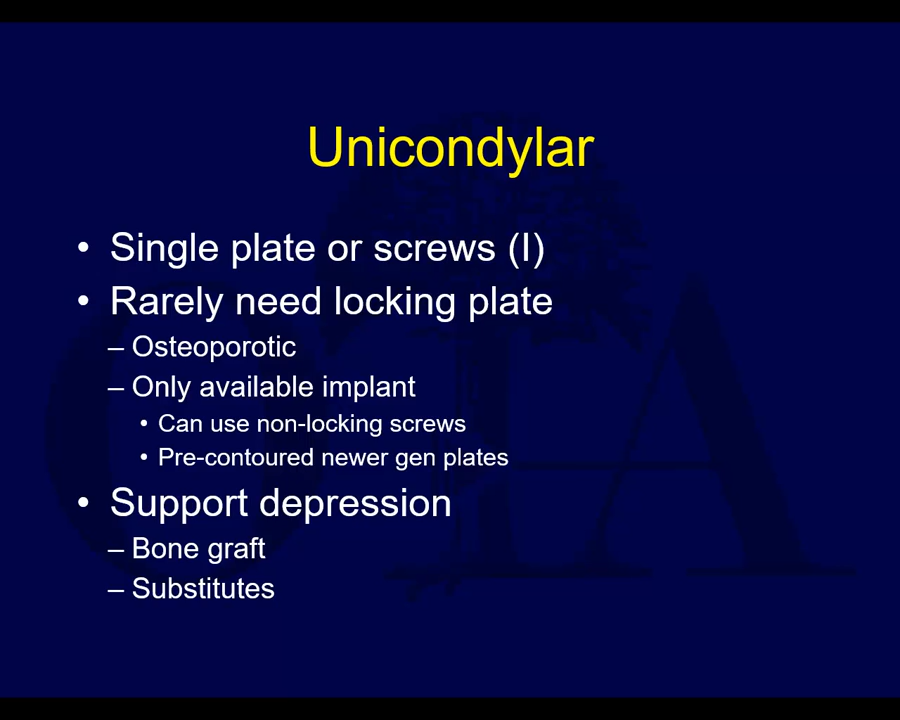 Unicondylar
• Single plate or screws (I)
• Rarely need locking plate
– Osteoporotic
– Only available implant
• Can use non-locking screws
• Pre-contoured newer gen plates
• Support depression
– Bone graft
– Substitutes
OTA